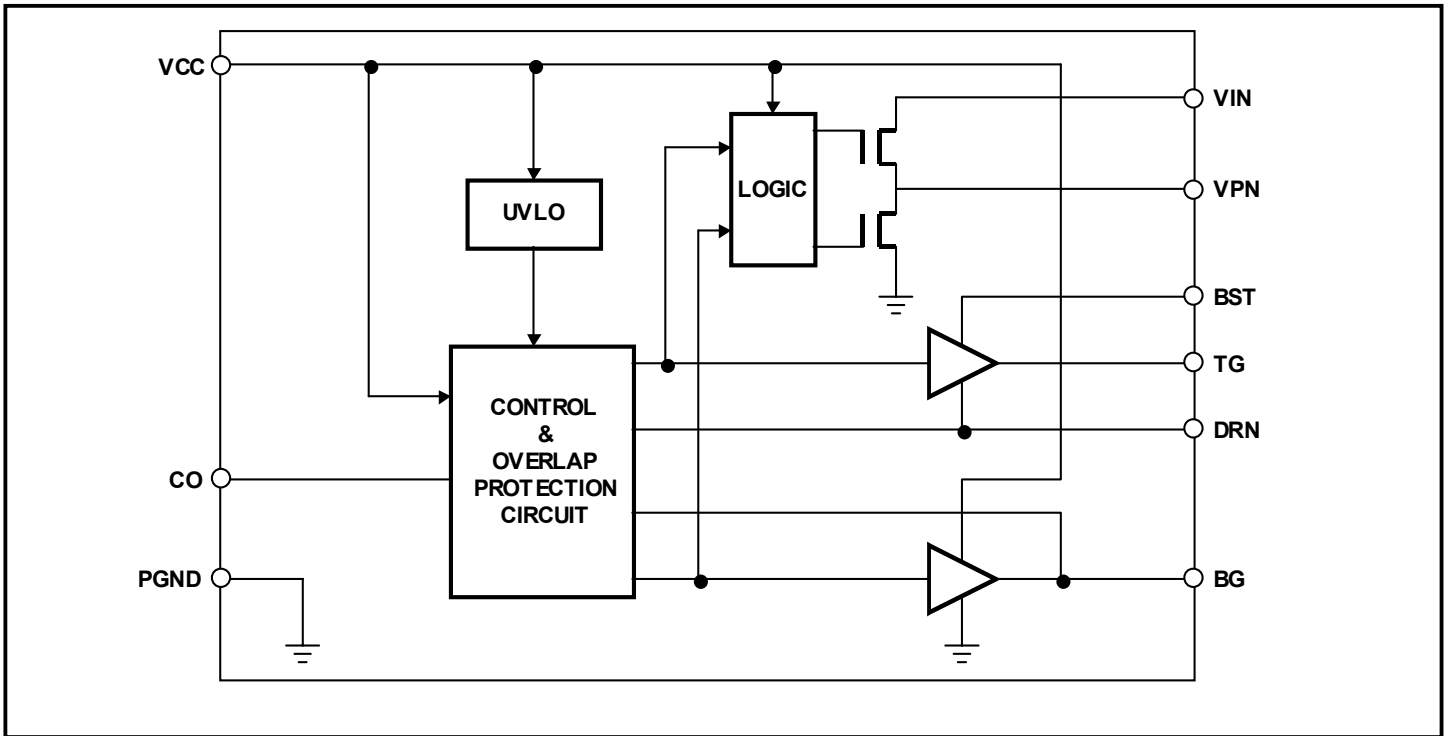 VCC
VIN
LOGIC
VPN
UVLO
BST
TG
CONTROL
&
OVERLAP
PROTECTION
CIRCUIT
DRN
CO
PGND
BG